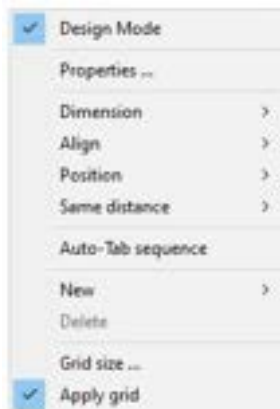 Design Mode
Properties ...
Dimension
Align
Position
Same distance
Auto-Tab sequence
New
Delete
Grid size ...
Apply grid